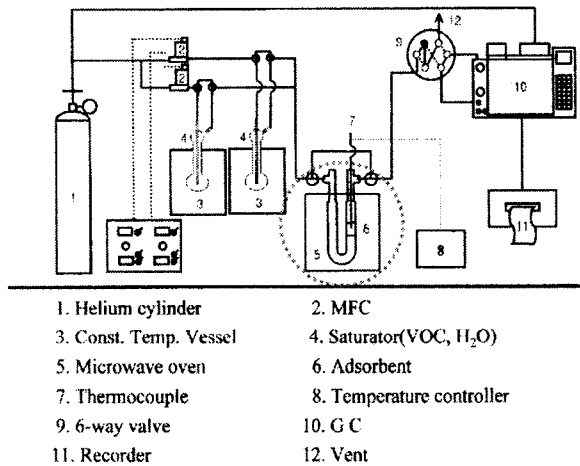 12
2
2
9
10
4
4
7
1
3
3
5
6
8
11
1. Helium cylinder
2. MFC
3. Const. Temp. Vessel
4. Saturator(VOC, H₂O)
5. Microwave oven
6. Adsorbent
7. Thermocouple
8. Temperature controller
9. 6-way valve
10. G C
11. Recorder
12. Vent